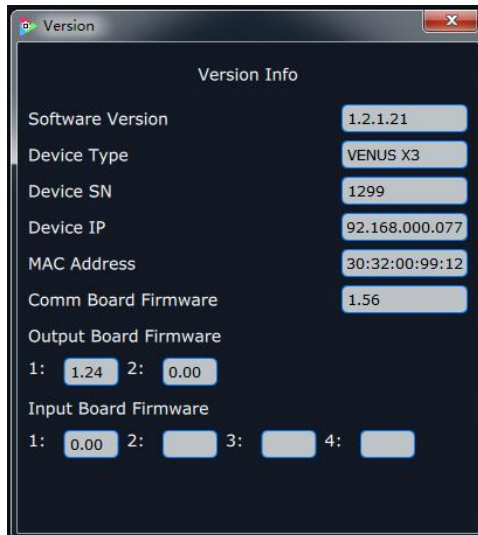 Version
Version Info
Software Version 1.2.1.21
Device Type VENUS X3
Device SN 1299
Device IP 92.168.000.077
MAC Address 30:32:00:99:12
Comm Board Firmware 1.56
Output Board Firmware
1: 1.24 2: 0.00
Input Board Firmware
1: 0.00 2: 3: 4: